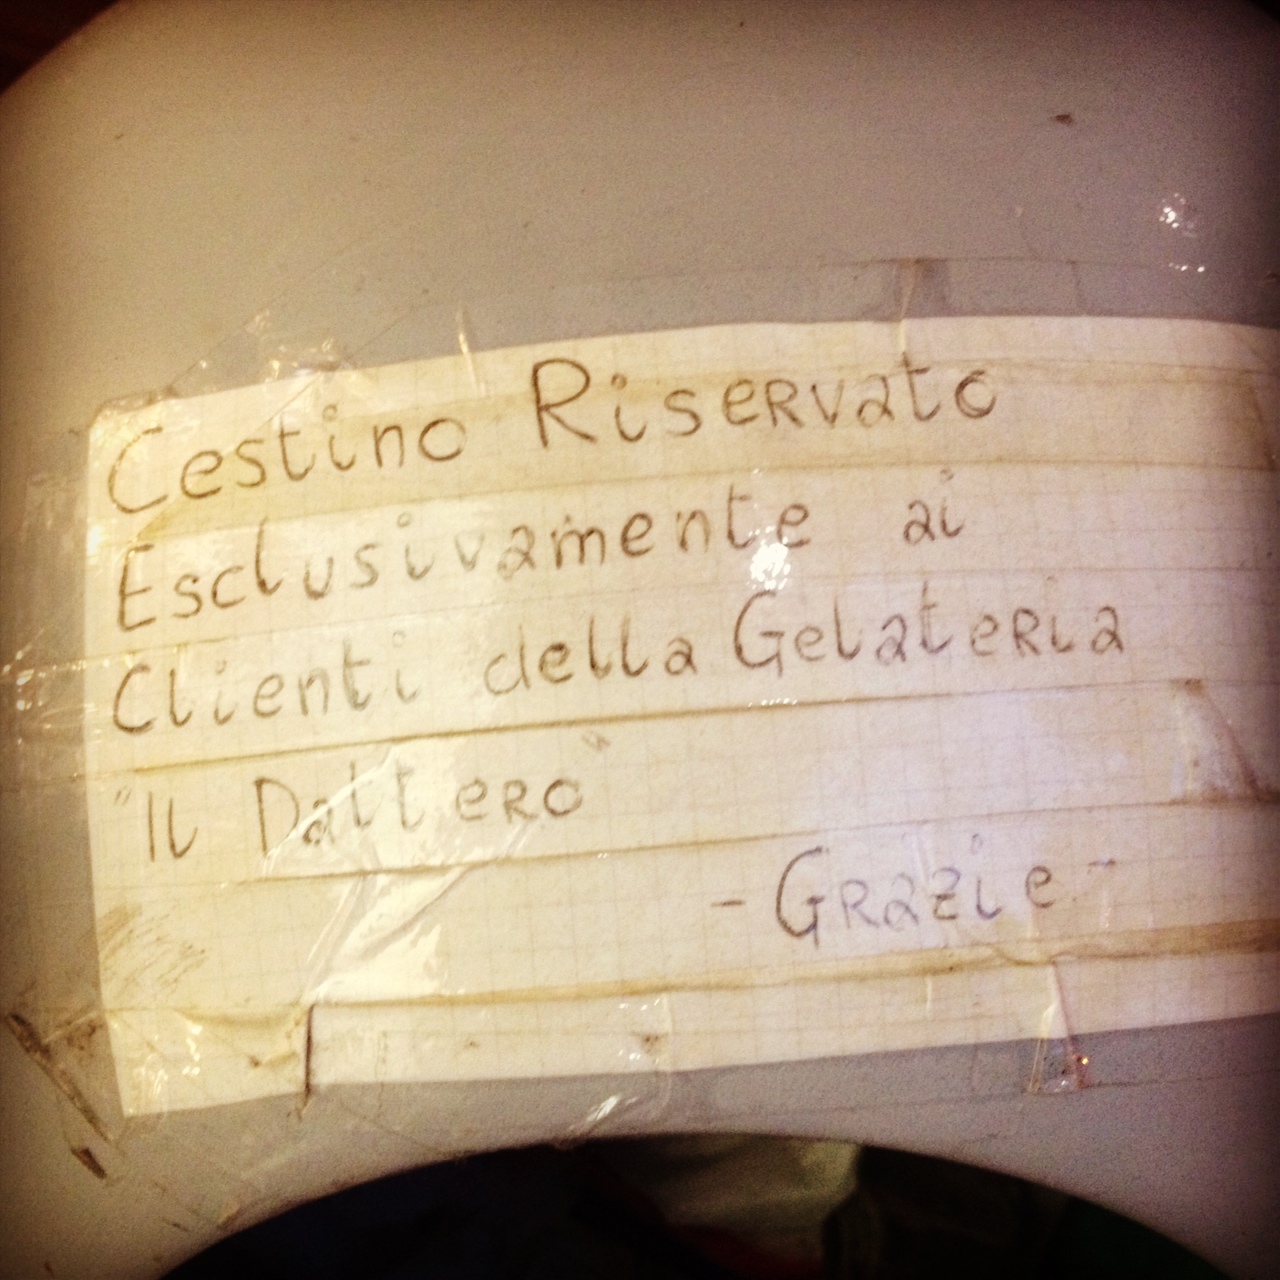 Cestino Riservato
Esclusivamente ai
Clienti della Gelateria
"Il Dattero"
- Grazie -